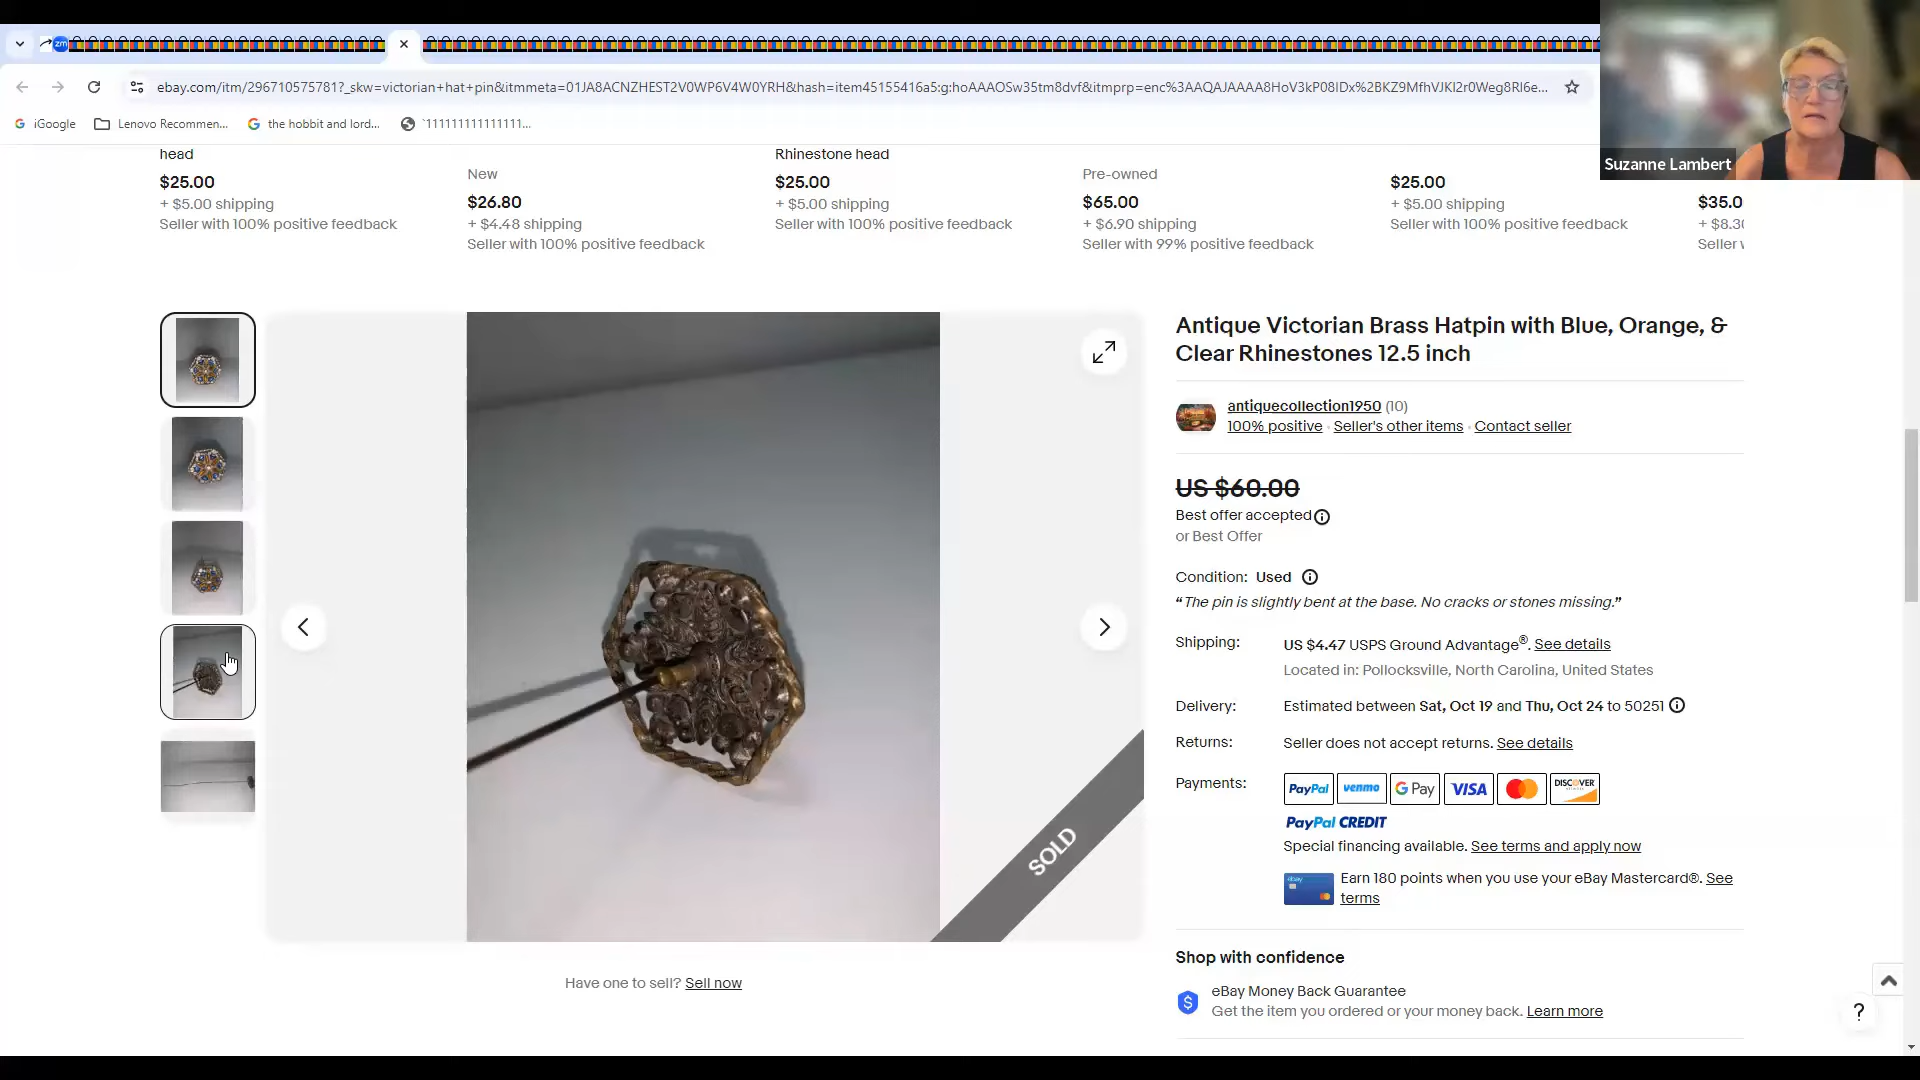 zm
ebay.com/itm/296710575781?_skw=victorian+hat+pin&itmmeta=01JA8ACNZHEST2V0WP6V4W0YRH&hash=item45155416a5:g:hoAAAOSw35tm8dvf&itmprp=enc%3AAQAJAAAA8HoV3kP08IDx%2BKZ9MfhVJKI2r0Weg8RI6e...
iGoogle
Lenovo Recommen...
the hobbit and lord...
`111111111111111...
Suzanne Lambert
head
Rhinestone head
New
Pre-owned
$25.00
$26.80
$25.00
$65.00
$25.00
$35.0
+ $5.00 shipping
+ $4.48 shipping
+ $5.00 shipping
+ $6.90 shipping
+ $5.00 shipping
+ $8.30
Seller with 100% positive feedback
Seller with 100% positive feedback
Seller with 100% positive feedback
Seller with 99% positive feedback
Seller with 100% positive feedback
Seller w
Antique Victorian Brass Hatpin with Blue, Orange, &
Clear Rhinestones 12.5 inch
antiquecollection1950 (10)
100% positive · Seller's other items · Contact seller
US $60.00
Best offer accepted
or Best Offer
Condition: Used
“The pin is slightly bent at the base. No cracks or stones missing.”
Shipping: US $4.47 USPS Ground Advantage®. See details
Located in: Pollocksville, North Carolina, United States
Delivery: Estimated between Sat, Oct 19 and Thu, Oct 24 to 50251
Returns: Seller does not accept returns. See details
Payments: PayPal venmo G Pay VISA DISCOVER
PayPal CREDIT
Special financing available. See terms and apply now
Earn 180 points when you use your eBay Mastercard®. See
terms
SOLD
Have one to sell? Sell now
Shop with confidence
eBay Money Back Guarantee
Get the item you ordered or your money back. Learn more
?